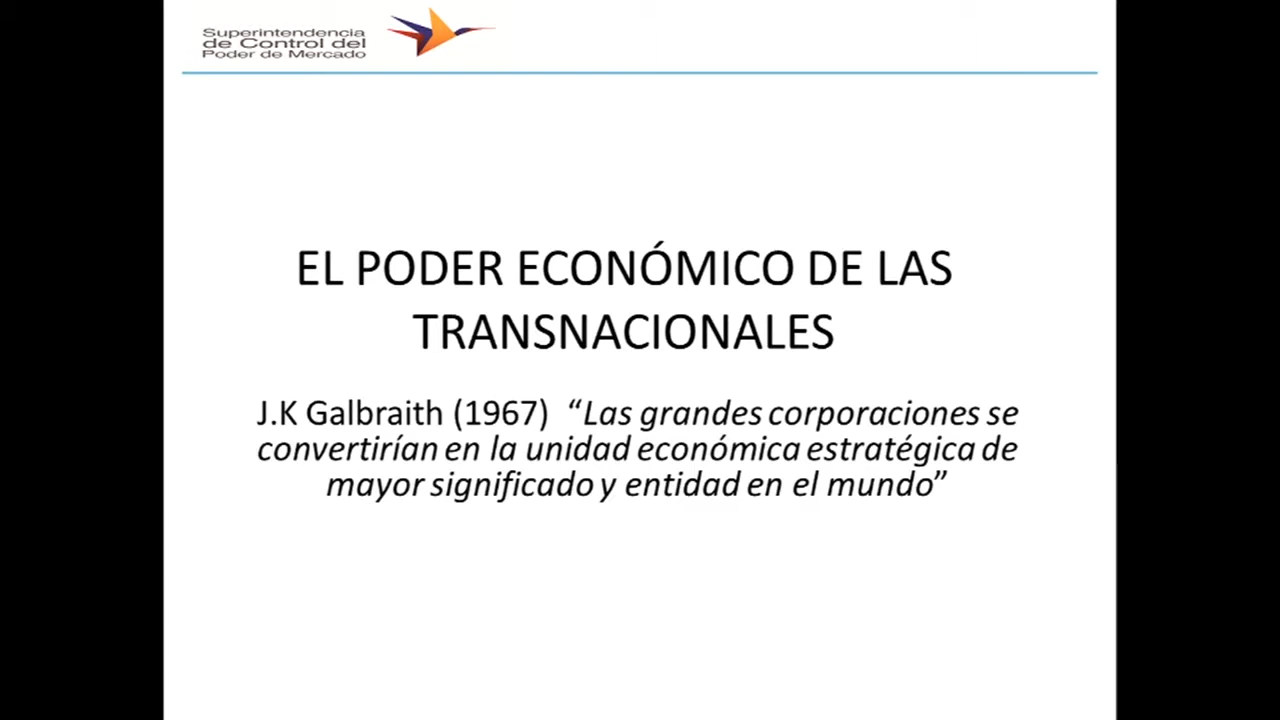 Superintendencia
de Control del
Poder de Mercado
EL PODER ECONÓMICO DE LAS
TRANSNACIONALES
J.K Galbraith (1967) “Las grandes corporaciones se
convertirían en la unidad económica estratégica de
mayor significado y entidad en el mundo”